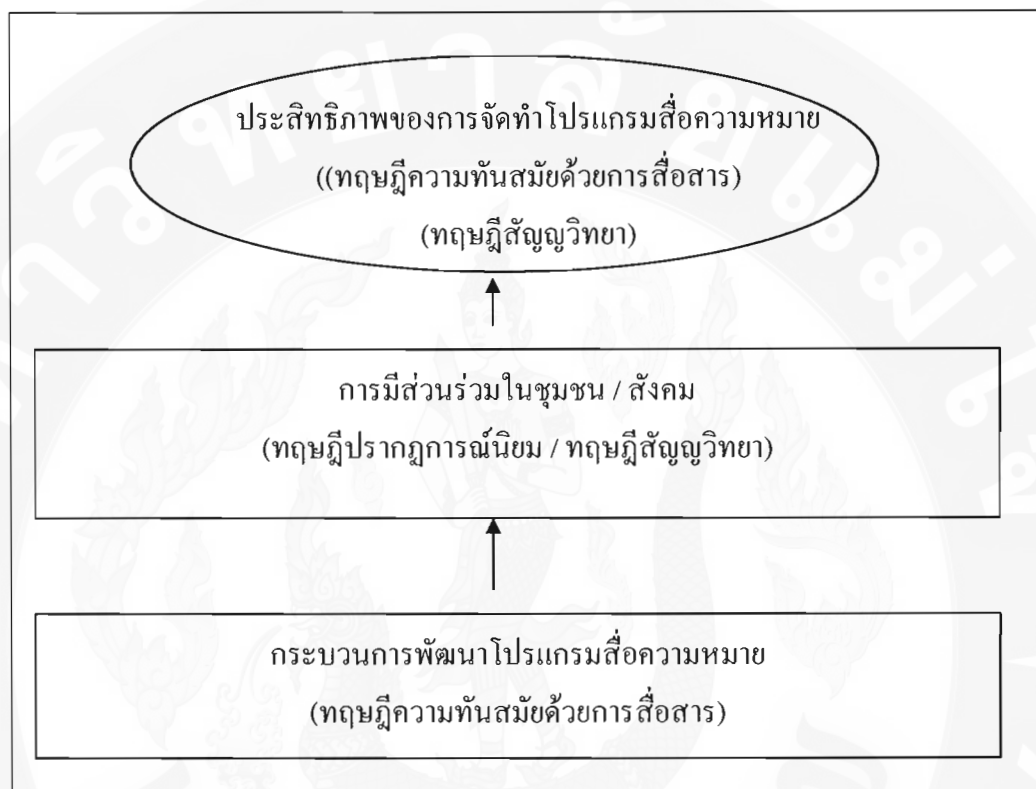 ประสิทธิภาพของการจัดทำโปรแกรมสื่อความหมาย
((ทฤษฎีความทันสมัยด้วยการสื่อสาร)
(ทฤษฎีสัญญวิทยา)
การมีส่วนร่วมในชุมชน / สังคม
(ทฤษฎีปรากฏการณ์นิยม / ทฤษฎีสัญญวิทยา)
กระบวนการพัฒนาโปรแกรมสื่อความหมาย
(ทฤษฎีความทันสมัยด้วยการสื่อสาร)